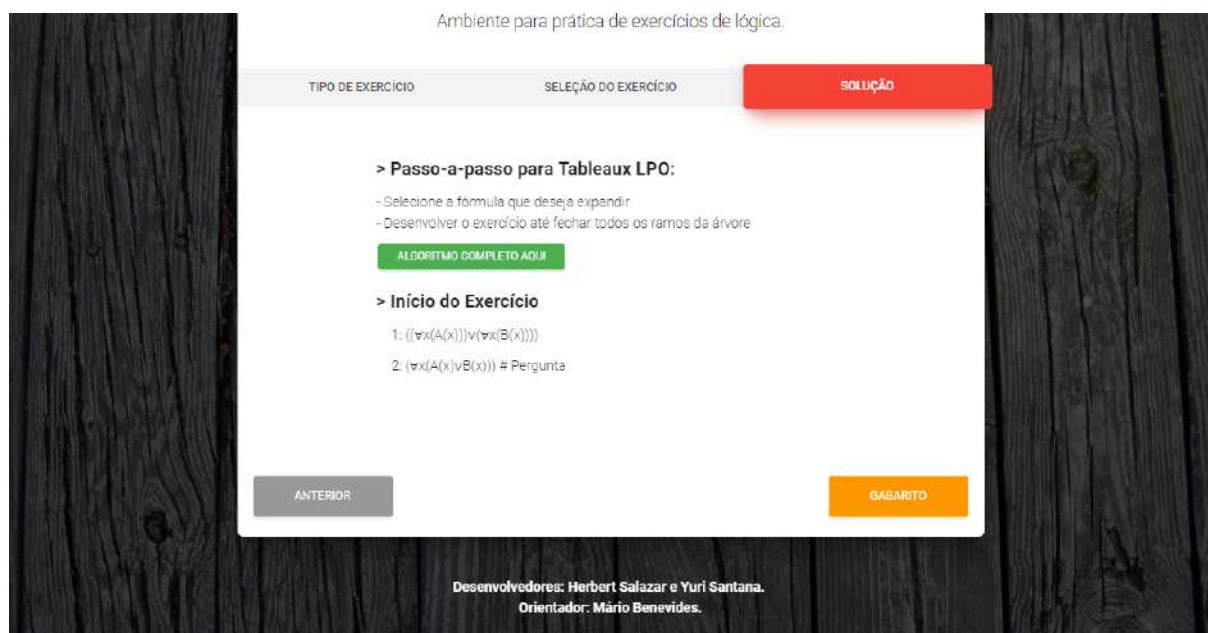 Ambiente para prática de exercícios de lógica.
TIPO DE EXERCÍCIO
SELEÇÃO DO EXERCÍCIO
SOLUÇÃO
> Passo-a-passo para Tableaux LPO:
- Selecione a fórmula que deseja expandir
- Desenvolver o exercício até fechar todos os ramos da árvore
ALGORITMO COMPLETO AQUI
> Início do Exercício
1: ((∀x(A(x)))∨(∀x(B(x))))
2: (∀x(A(x)∨B(x))) # Pergunta
ANTERIOR
GABARITO
Desenvolvedores: Herbert Salazar e Yuri Santana.
Orientador: Mário Benevides.